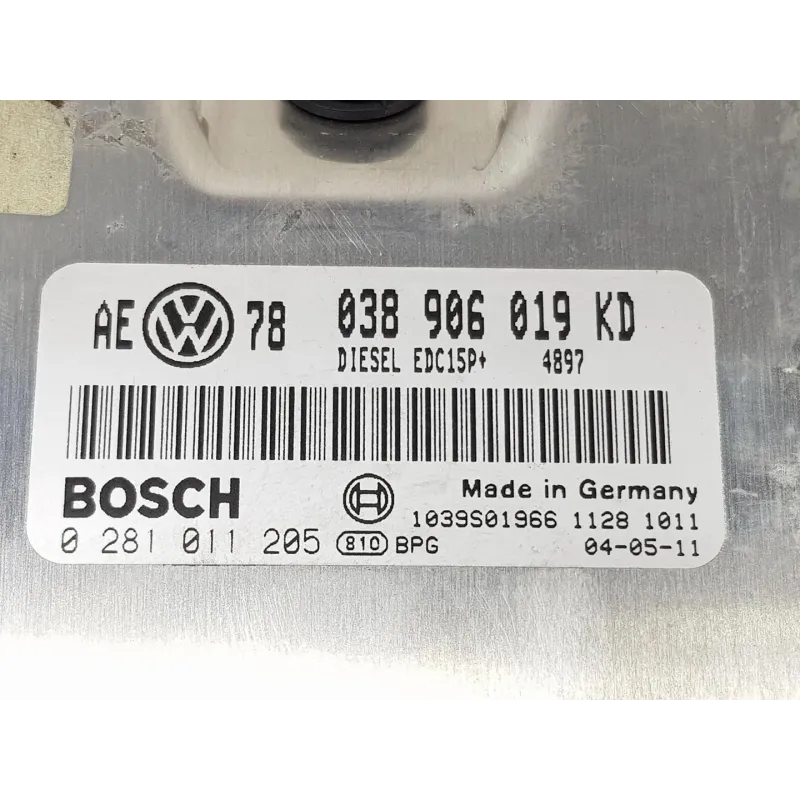 AE VW 78 038 906 019 KD
DIESEL EDC15P+ 4897
BOSCH Made in Germany
1039S01966 1128 1011
0 281 011 205 810 BPG 04-05-11